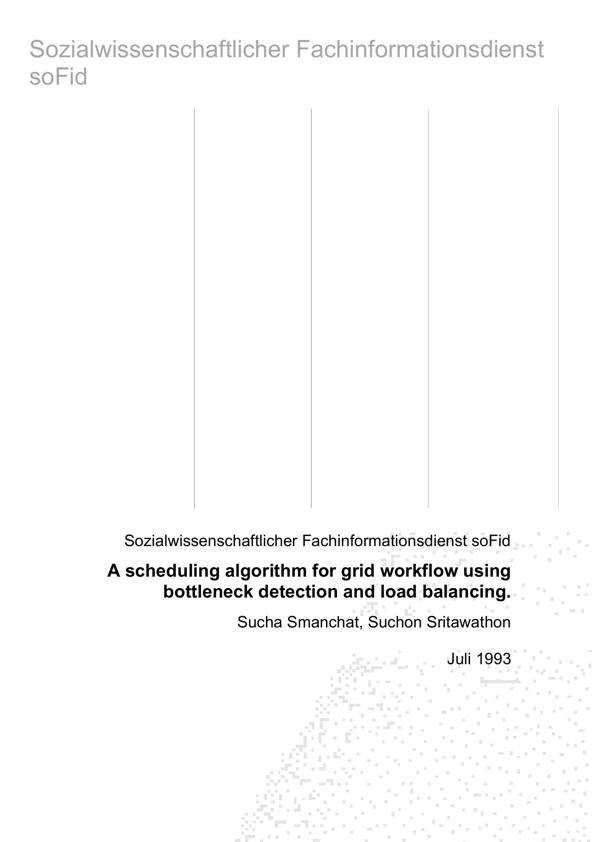 Sozialwissenschaftlicher Fachinformationsdienst
soFid
Sozialwissenschaftlicher Fachinformationsdienst soFid
A scheduling algorithm for grid workflow using
bottleneck detection and load balancing.
Sucha Smanchat, Suchon Sritawathon
Juli 1993